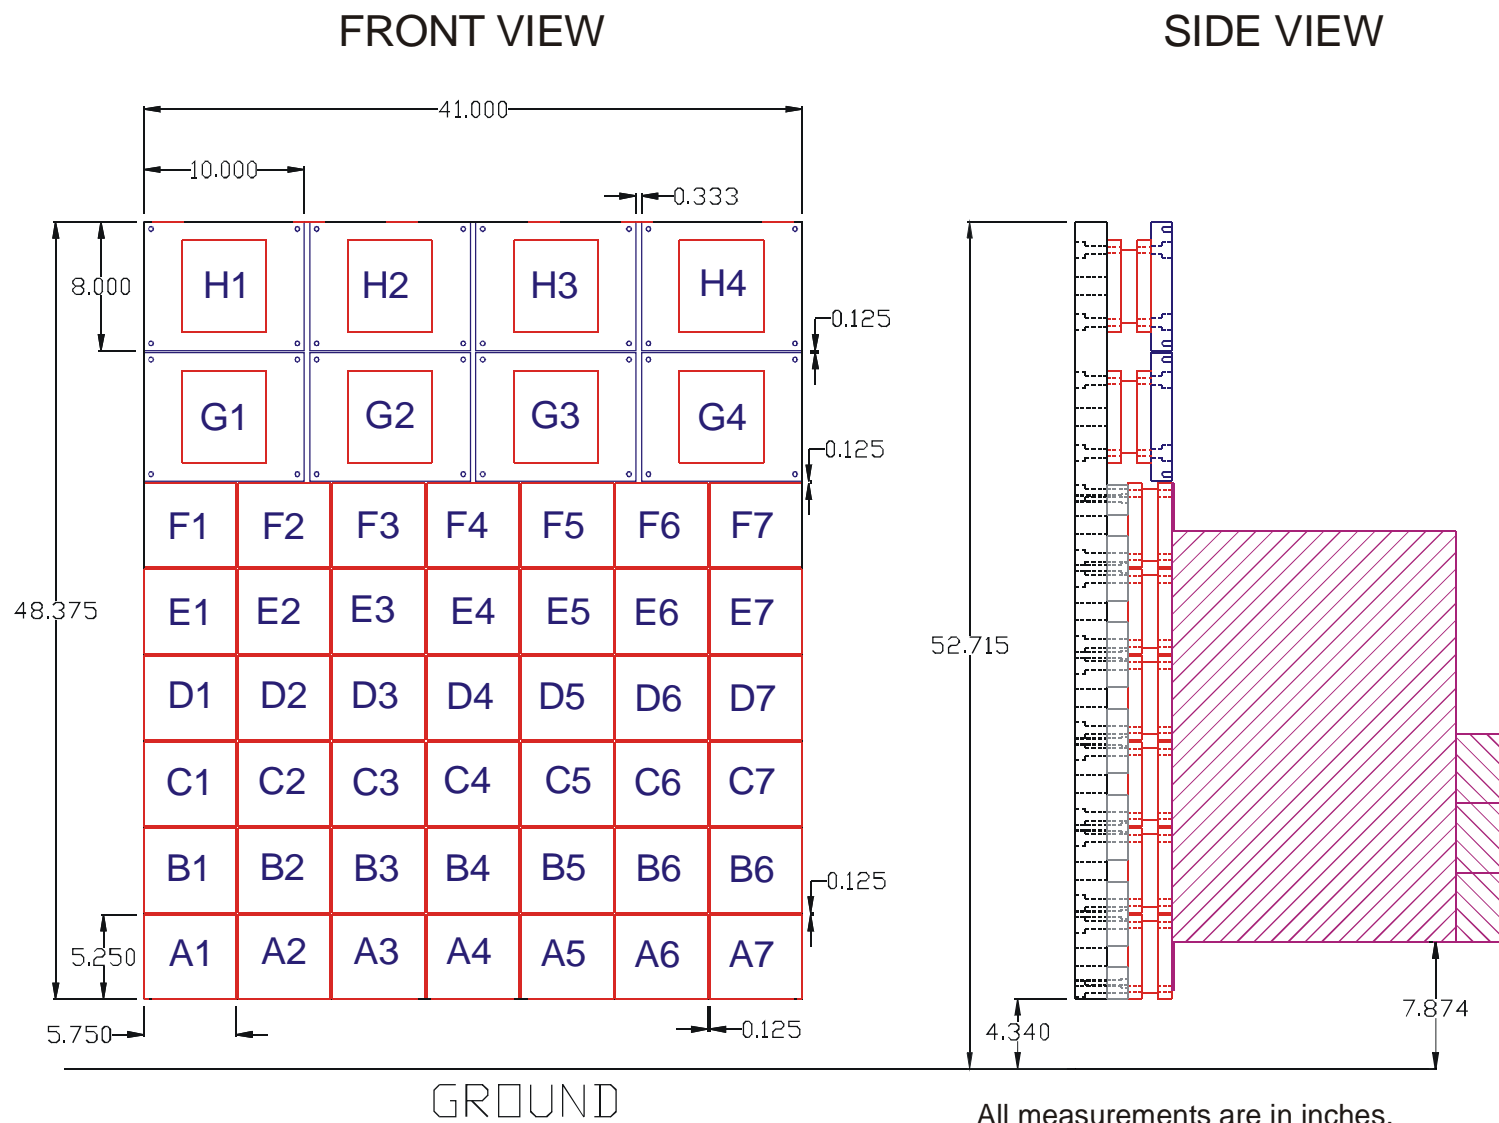 FRONT VIEW SIDE VIEW
41.000
10.000
0.333
H1 H2 H3 H4
8.000
0.125
G1 G2 G3 G4
0.125
F1 F2 F3 F4 F5 F6 F7
48.375
E1 E2 E3 E4 E5 E6 E7
52.715
D1 D2 D3 D4 D5 D6 D7
C1 C2 C3 C4 C5 C6 C7
B1 B2 B3 B4 B5 B6 B6
0.125
5.250
A1 A2 A3 A4 A5 A6 A7
7.874
5.750
0.125
4.340
GROUND
All measurements are in inches.